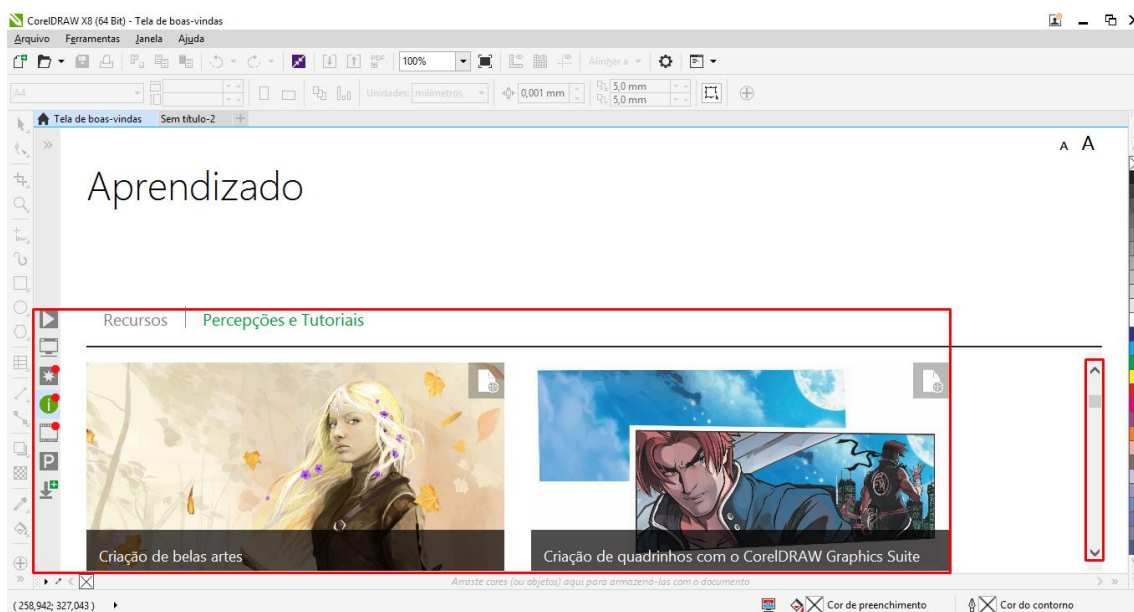 CorelDRAW X8 (64 Bit) - Tela de boas-vindas
Arquivo Ferramentas Janela Ajuda
PDF 100% Alinhar a
A4 Unidades: milímetros 0,001 mm 5,0 mm
5,0 mm
Tela de boas-vindas Sem título-2
A A
Aprendizado
Recursos Percepções e Tutoriais
Criação de belas artes Criação de quadrinhos com o CorelDRAW Graphics Suite
Arraste cores (ou objetos) aqui para armazená-las com o documento
( 258,942; 327,043 ) Cor de preenchimento Cor do contorno